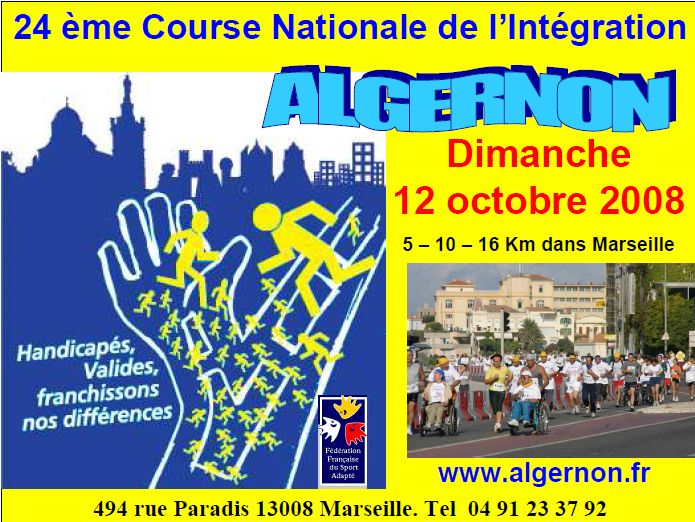 24 ème Course Nationale de l’Intégration
ALGERNON
Dimanche
12 octobre 2008
5 – 10 – 16 Km dans Marseille
Handicapés,
Valides,
franchissons
nos différences
Fédération
Française
du Sport
Adapté
www.algernon.fr
494 rue Paradis 13008 Marseille. Tel 04 91 23 37 92